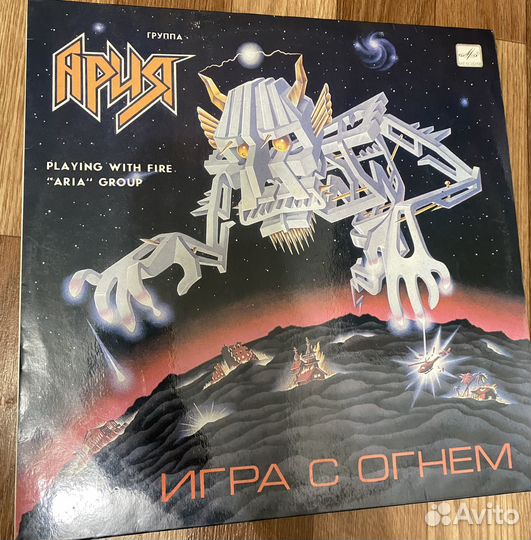 ГРУППА
АРИЯ
PLAYING WITH FIRE
"ARIA" GROUP
ИГРА С ОГНЕМ
Avito